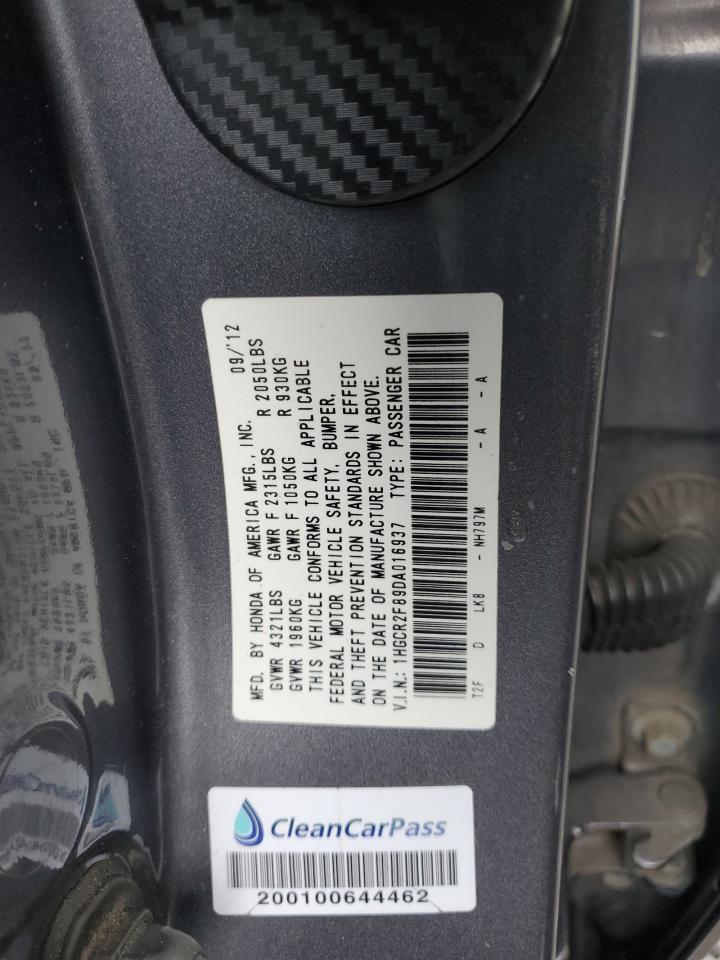 MFD. BY HONDA OF AMERICA MFG., INC. 09/'12
GVWR 4321LBS GAWR F 2315LBS R 2050LBS
GVWR 1960KG GAWR F 1050KG R 930KG
THIS VEHICLE CONFORMS TO ALL APPLICABLE
FEDERAL MOTOR VEHICLE SAFETY, BUMPER,
AND THEFT PREVENTION STANDARDS IN EFFECT
ON THE DATE OF MANUFACTURE SHOWN ABOVE.
V.I.N.: 1HGCR2F89DA016937 TYPE: PASSENGER CAR
T2F D LK8 - NH797M - A - A
CleanCarPass
200100644462